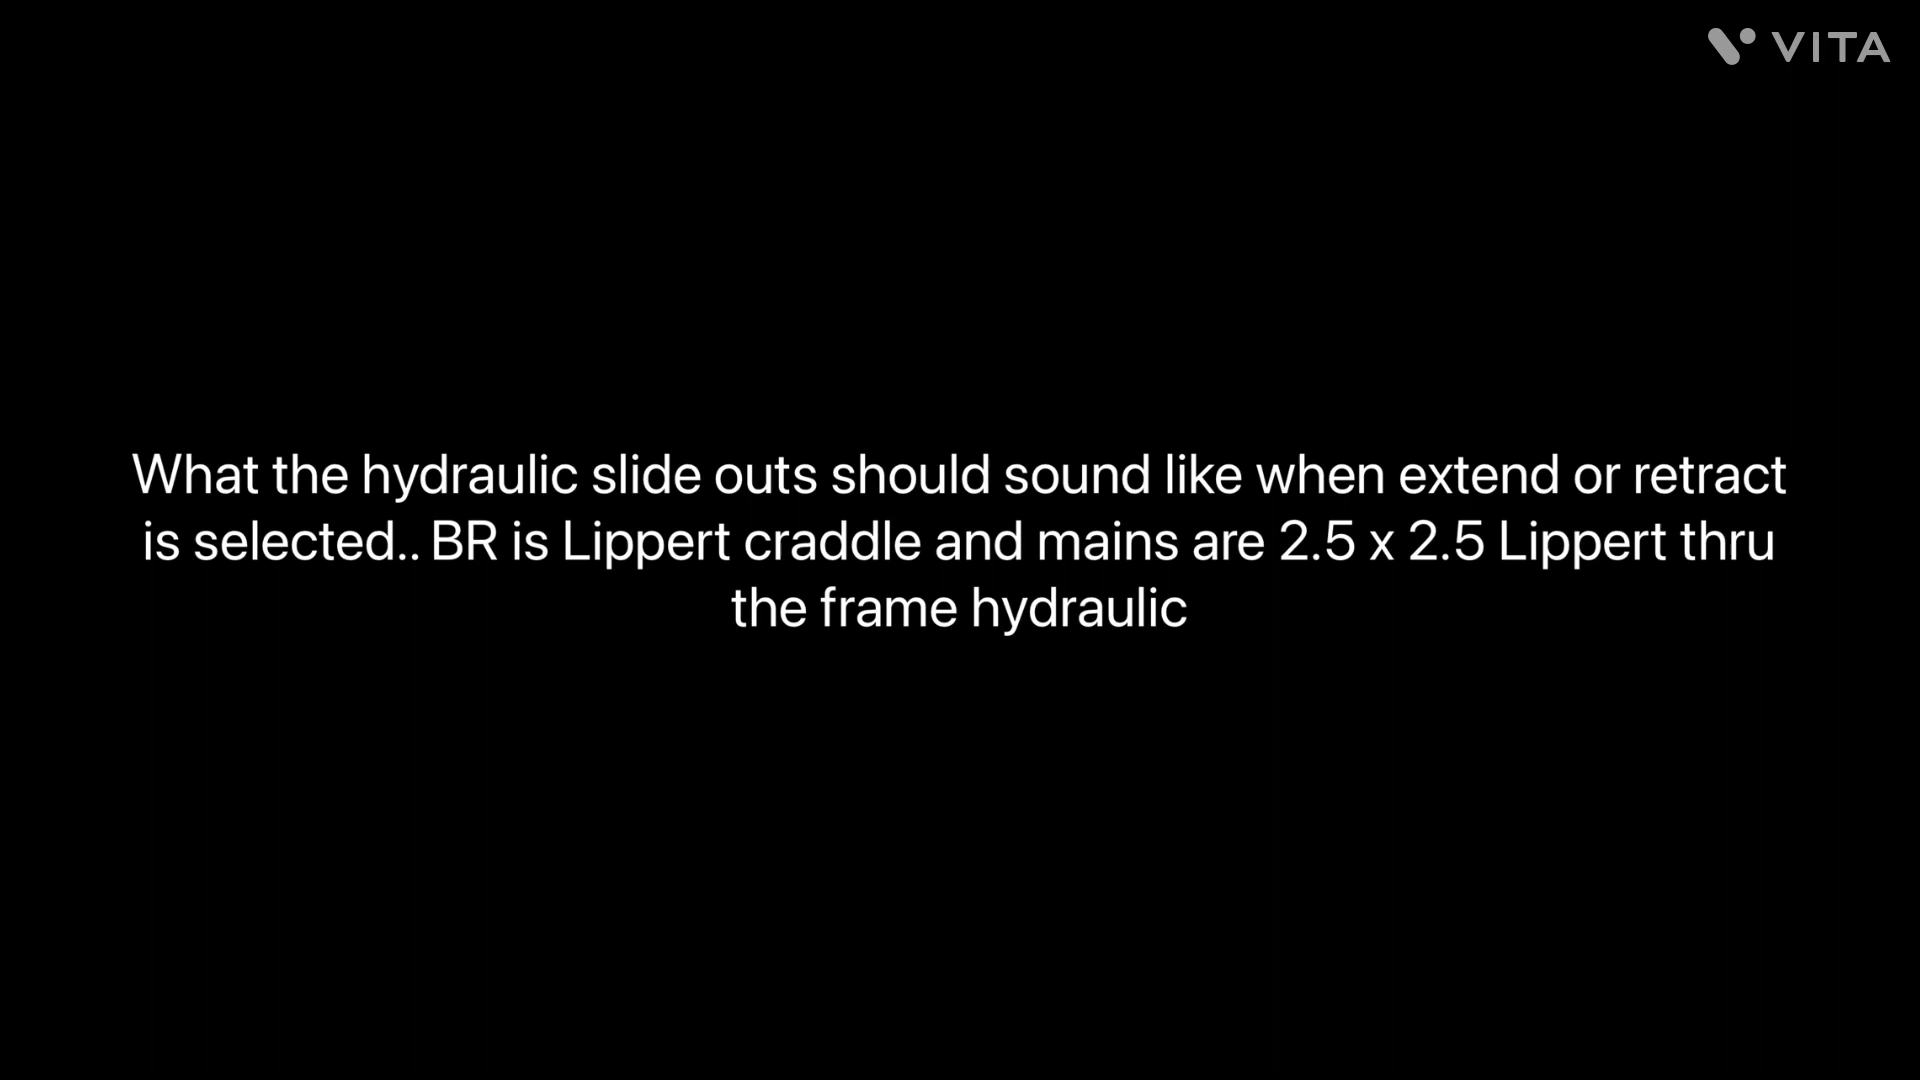 VITA
What the hydraulic slide outs should sound like when extend or retract
is selected.. BR is Lippert craddle and mains are 2.5 x 2.5 Lippert thru
the frame hydraulic